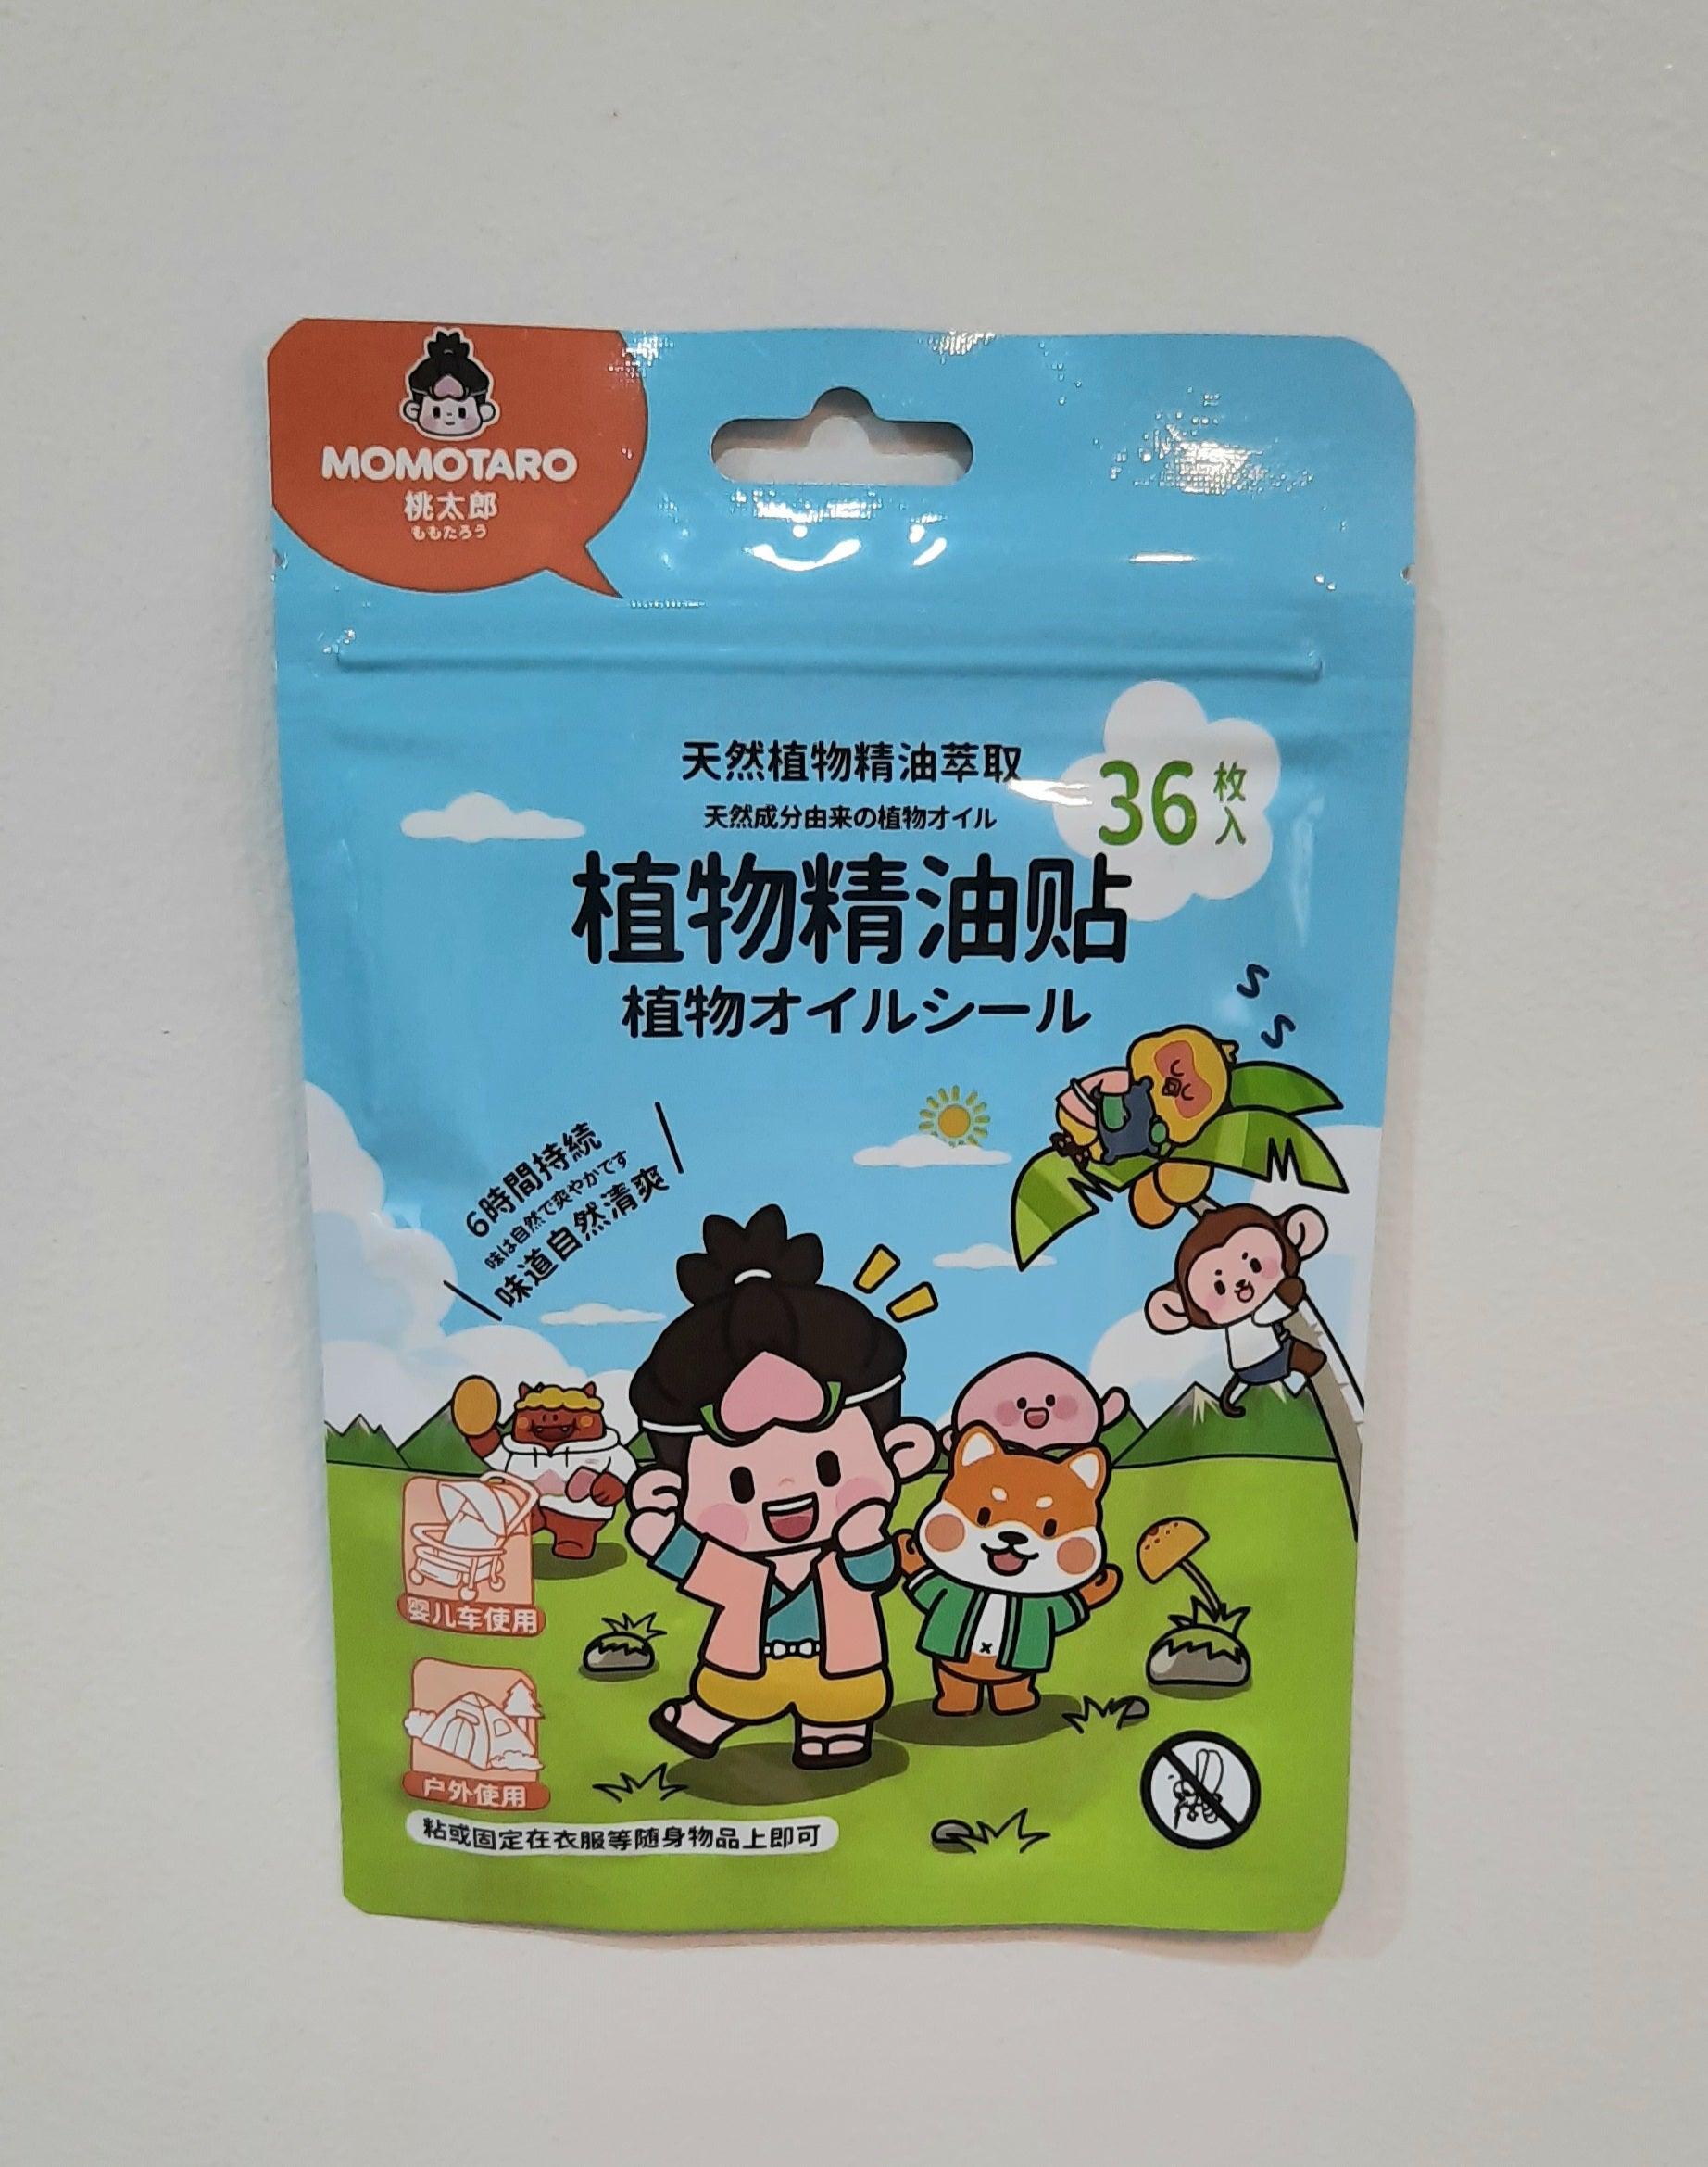 MOMOTARO
桃太郎
ももたろう
天然植物精油萃取
天然成分由来の植物オイル
36枚入
植物精油贴
植物オイルシール
S
S
6時間持続
味は自然で爽やかです
味道自然清爽
婴儿车使用
户外使用
粘或固定在衣服等随身物品上即可